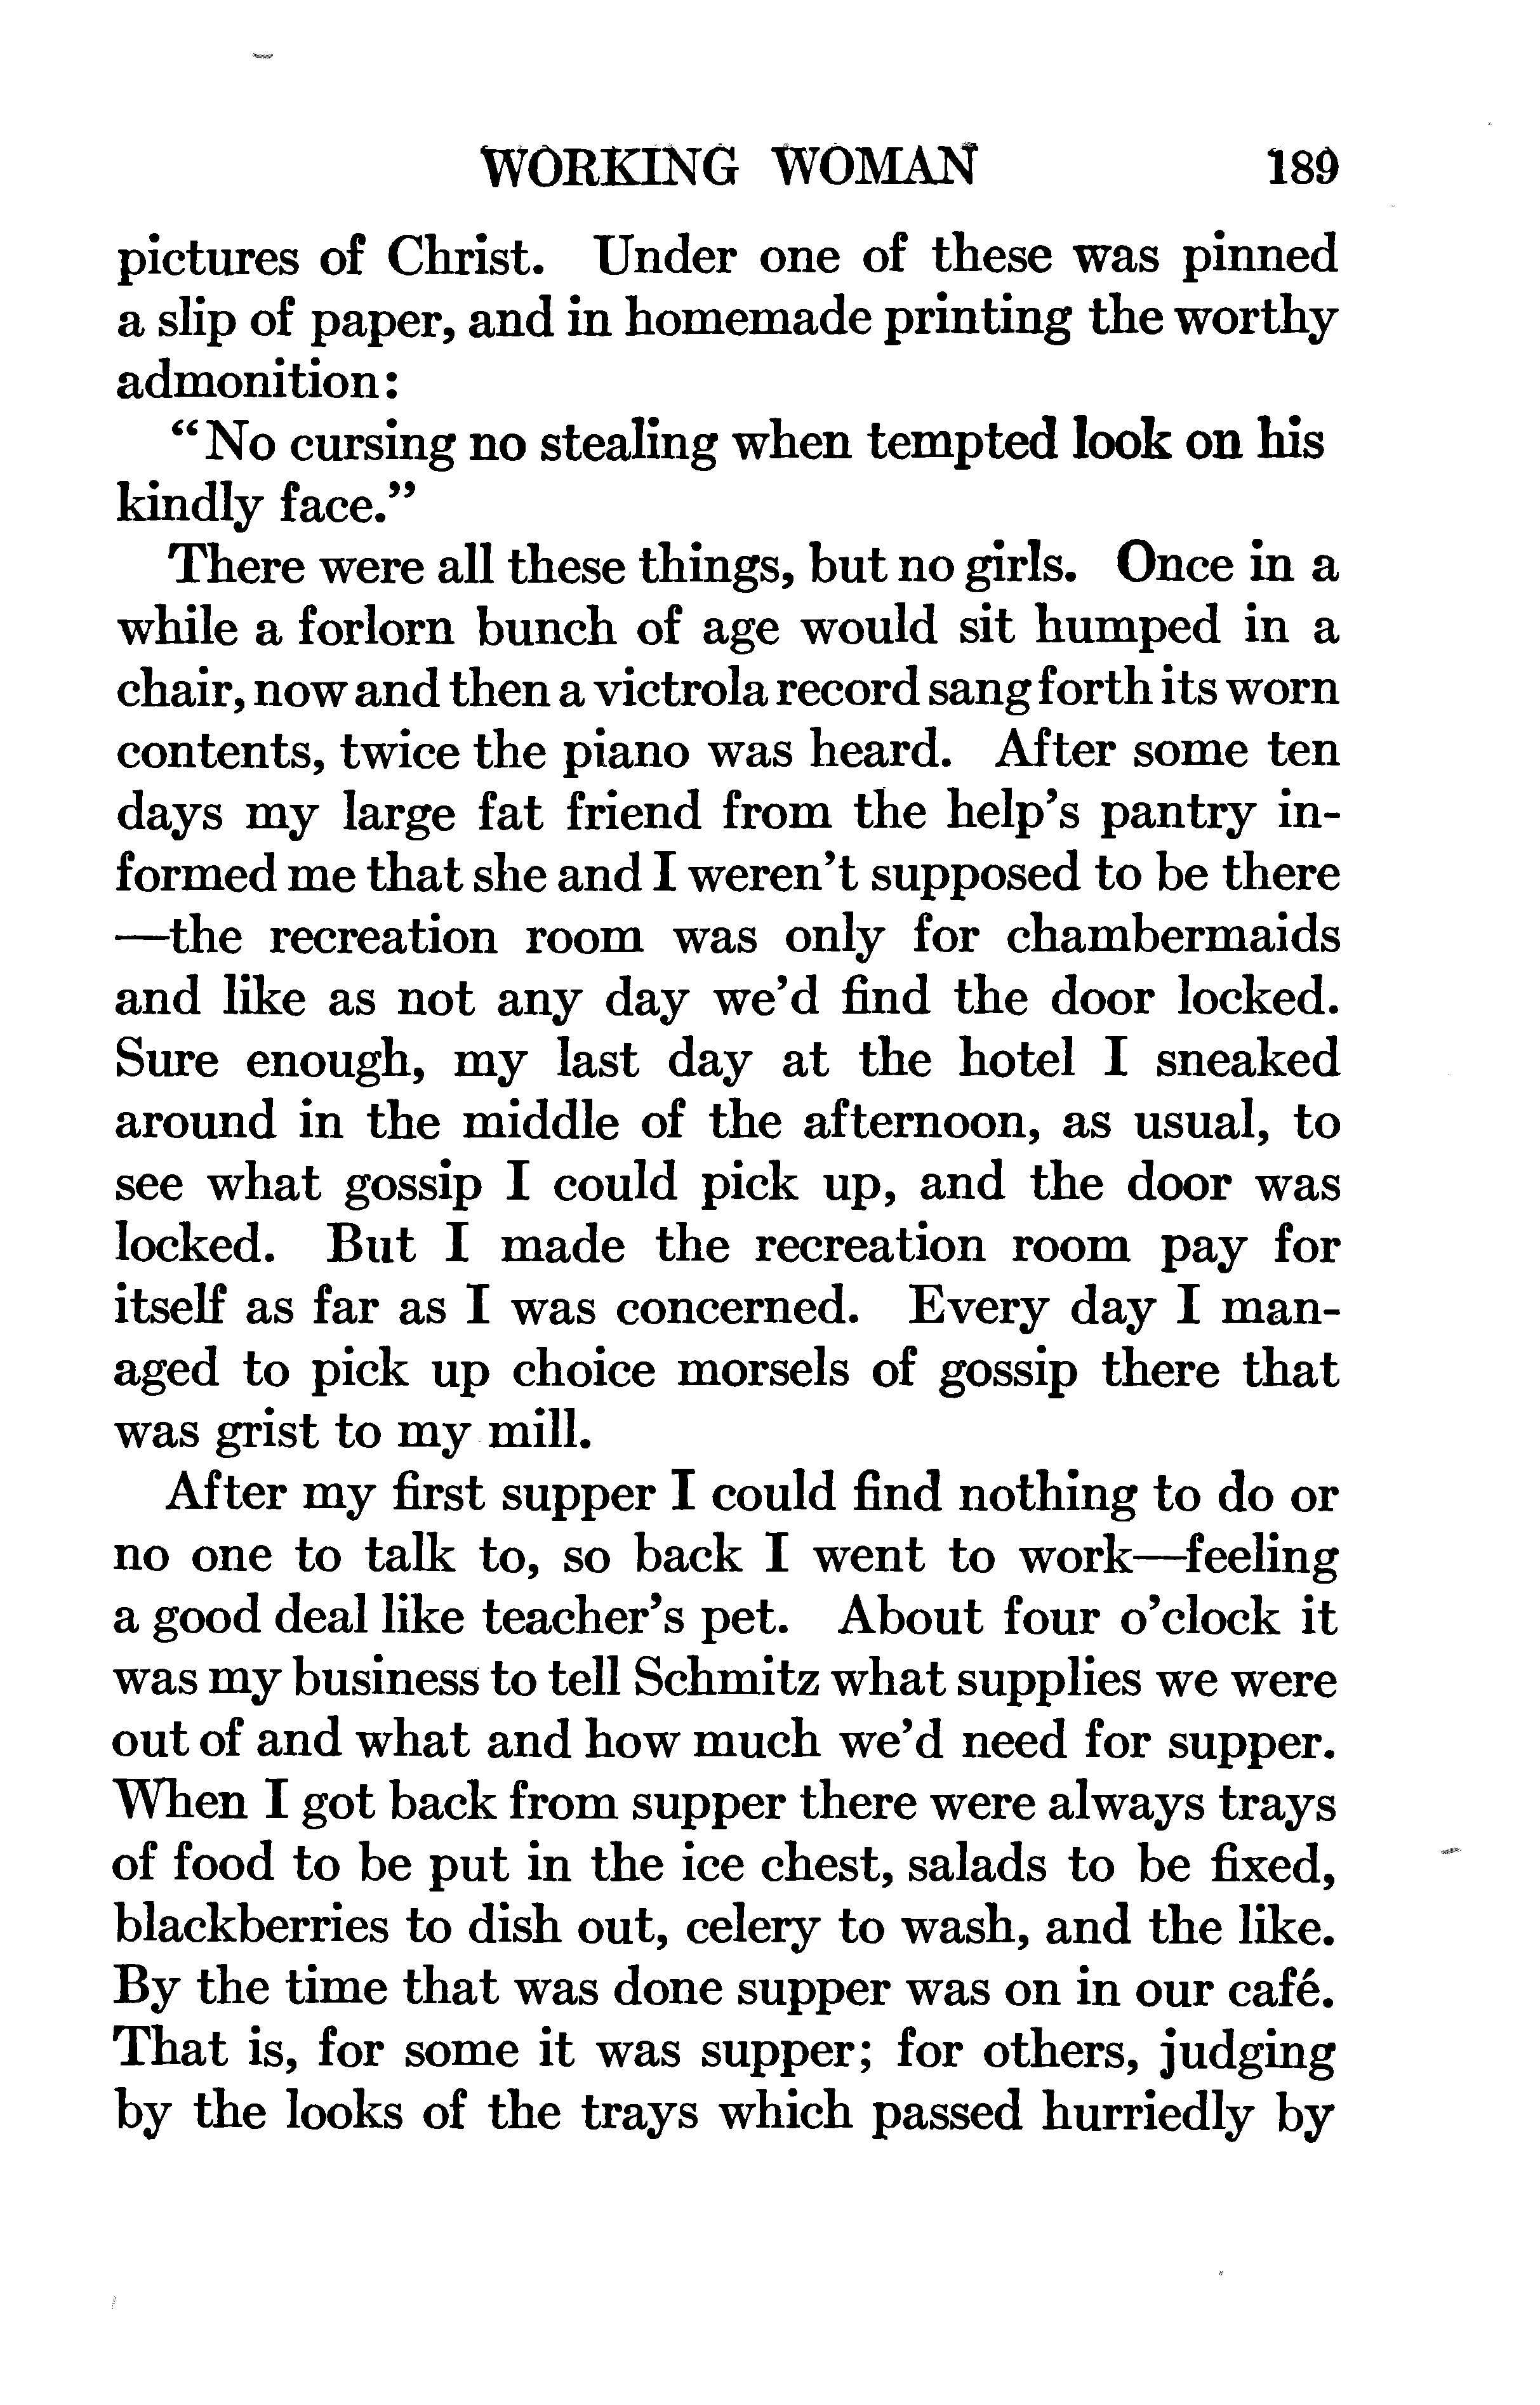 WORKING WOMAN 189
pictures of Christ. Under one of these was pinned
a slip of paper, and in homemade printing the worthy
admonition:
“No cursing no stealing when tempted look on his
kindly face.”
There were all these things, but no girls. Once in a
while a forlorn bunch of age would sit humped in a
chair, now and then a victrola record sang forth its worn
contents, twice the piano was heard. After some ten
days my large fat friend from the help’s pantry in-
formed me that she and I weren’t supposed to be there
—the recreation room was only for chambermaids
and like as not any day we’d find the door locked.
Sure enough, my last day at the hotel I sneaked
around in the middle of the afternoon, as usual, to
see what gossip I could pick up, and the door was
locked. But I made the recreation room pay for
itself as far as I was concerned. Every day I man-
aged to pick up choice morsels of gossip there that
was grist to my mill.
After my first supper I could find nothing to do or
no one to talk to, so back I went to work—feeling
a good deal like teacher’s pet. About four o’clock it
was my business to tell Schmitz what supplies we were
out of and what and how much we’d need for supper.
When I got back from supper there were always trays
of food to be put in the ice chest, salads to be fixed,
blackberries to dish out, celery to wash, and the like.
By the time that was done supper was on in our café.
That is, for some it was supper; for others, judging
by the looks of the trays which passed hurriedly by